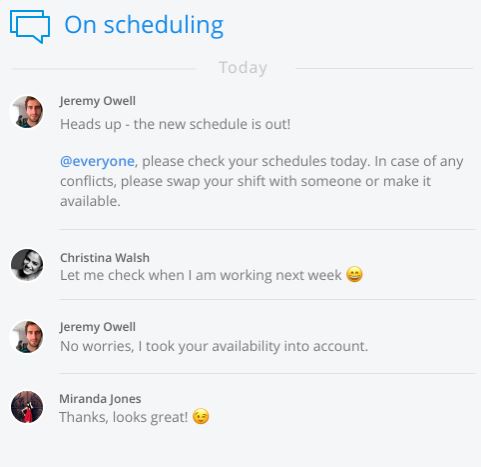 On scheduling
Today
Jeremy Owell
Heads up - the new schedule is out!
@everyone, please check your schedules today. In case of any
conflicts, please swap your shift with someone or make it
available.
Christina Walsh
Let me check when I am working next week 😄
Jeremy Owell
No worries, I took your availability into account.
Miranda Jones
Thanks, looks great! 😉